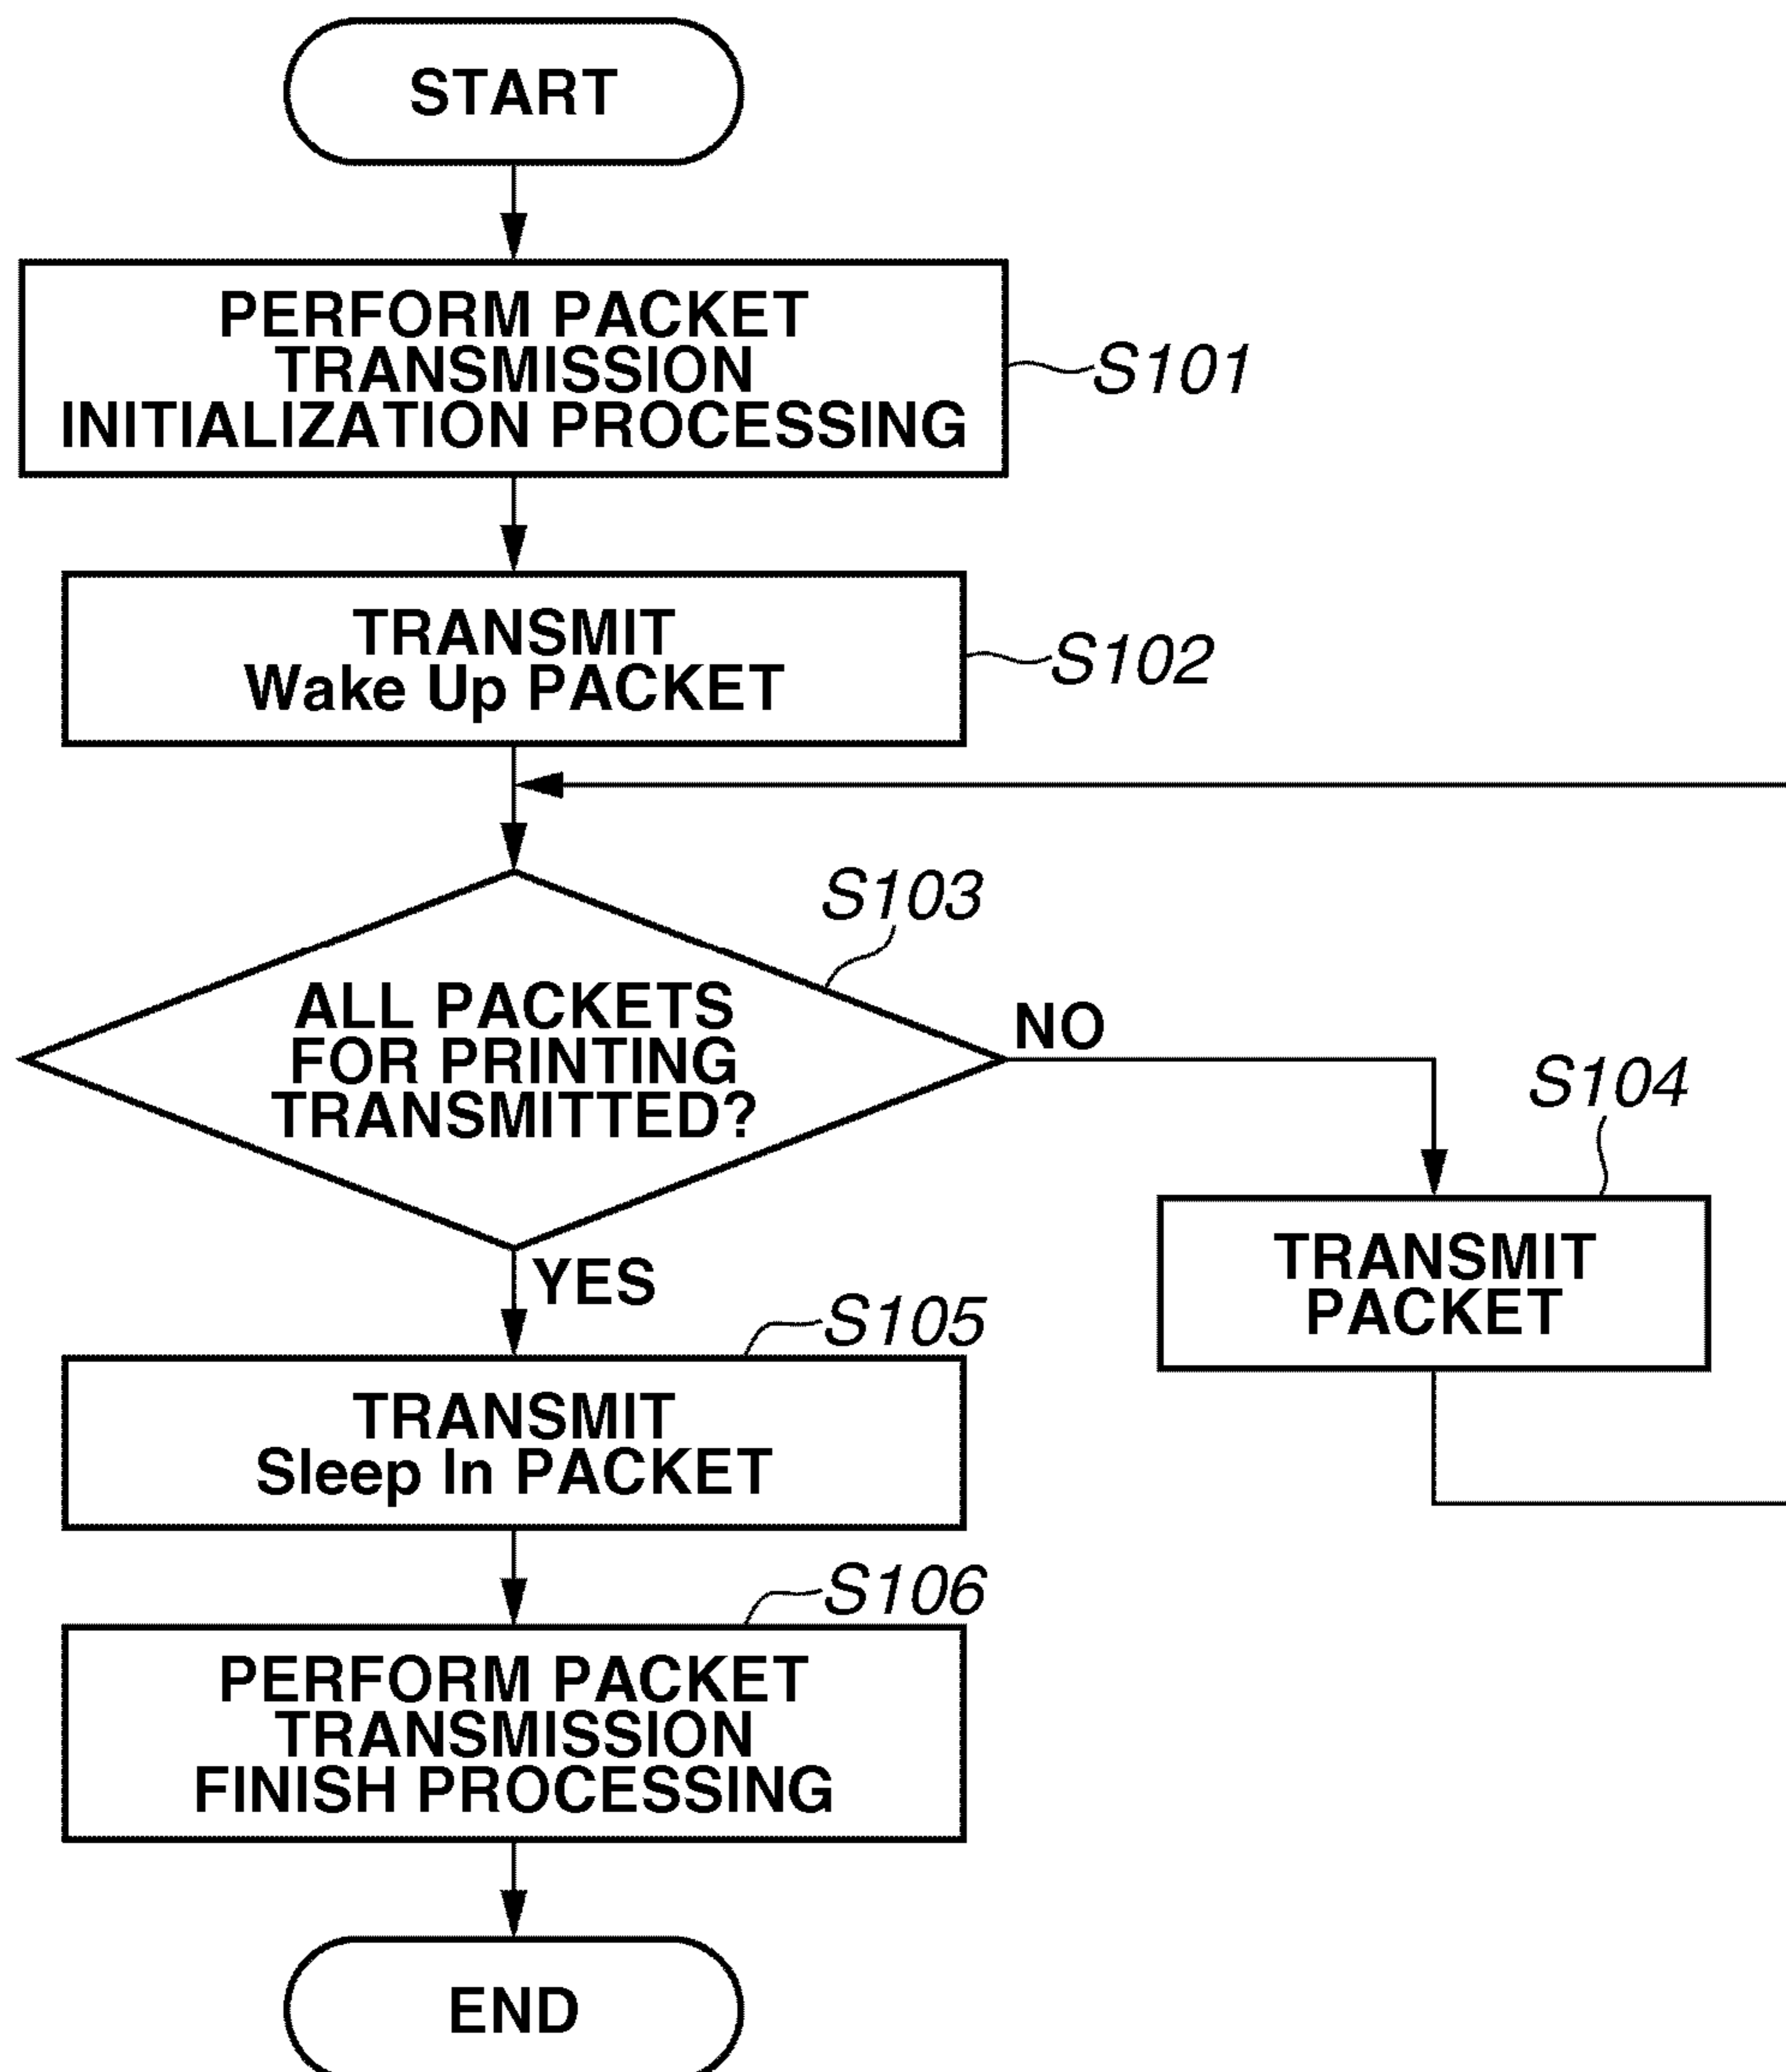 START
PERFORM PACKET
TRANSMISSION
INITIALIZATION PROCESSING
S101
TRANSMIT
Wake Up PACKET
S102
S103
ALL PACKETS
FOR PRINTING
TRANSMITTED?
NO
S104
TRANSMIT
PACKET
YES
S105
TRANSMIT
Sleep In PACKET
S106
PERFORM PACKET
TRANSMISSION
FINISH PROCESSING
END